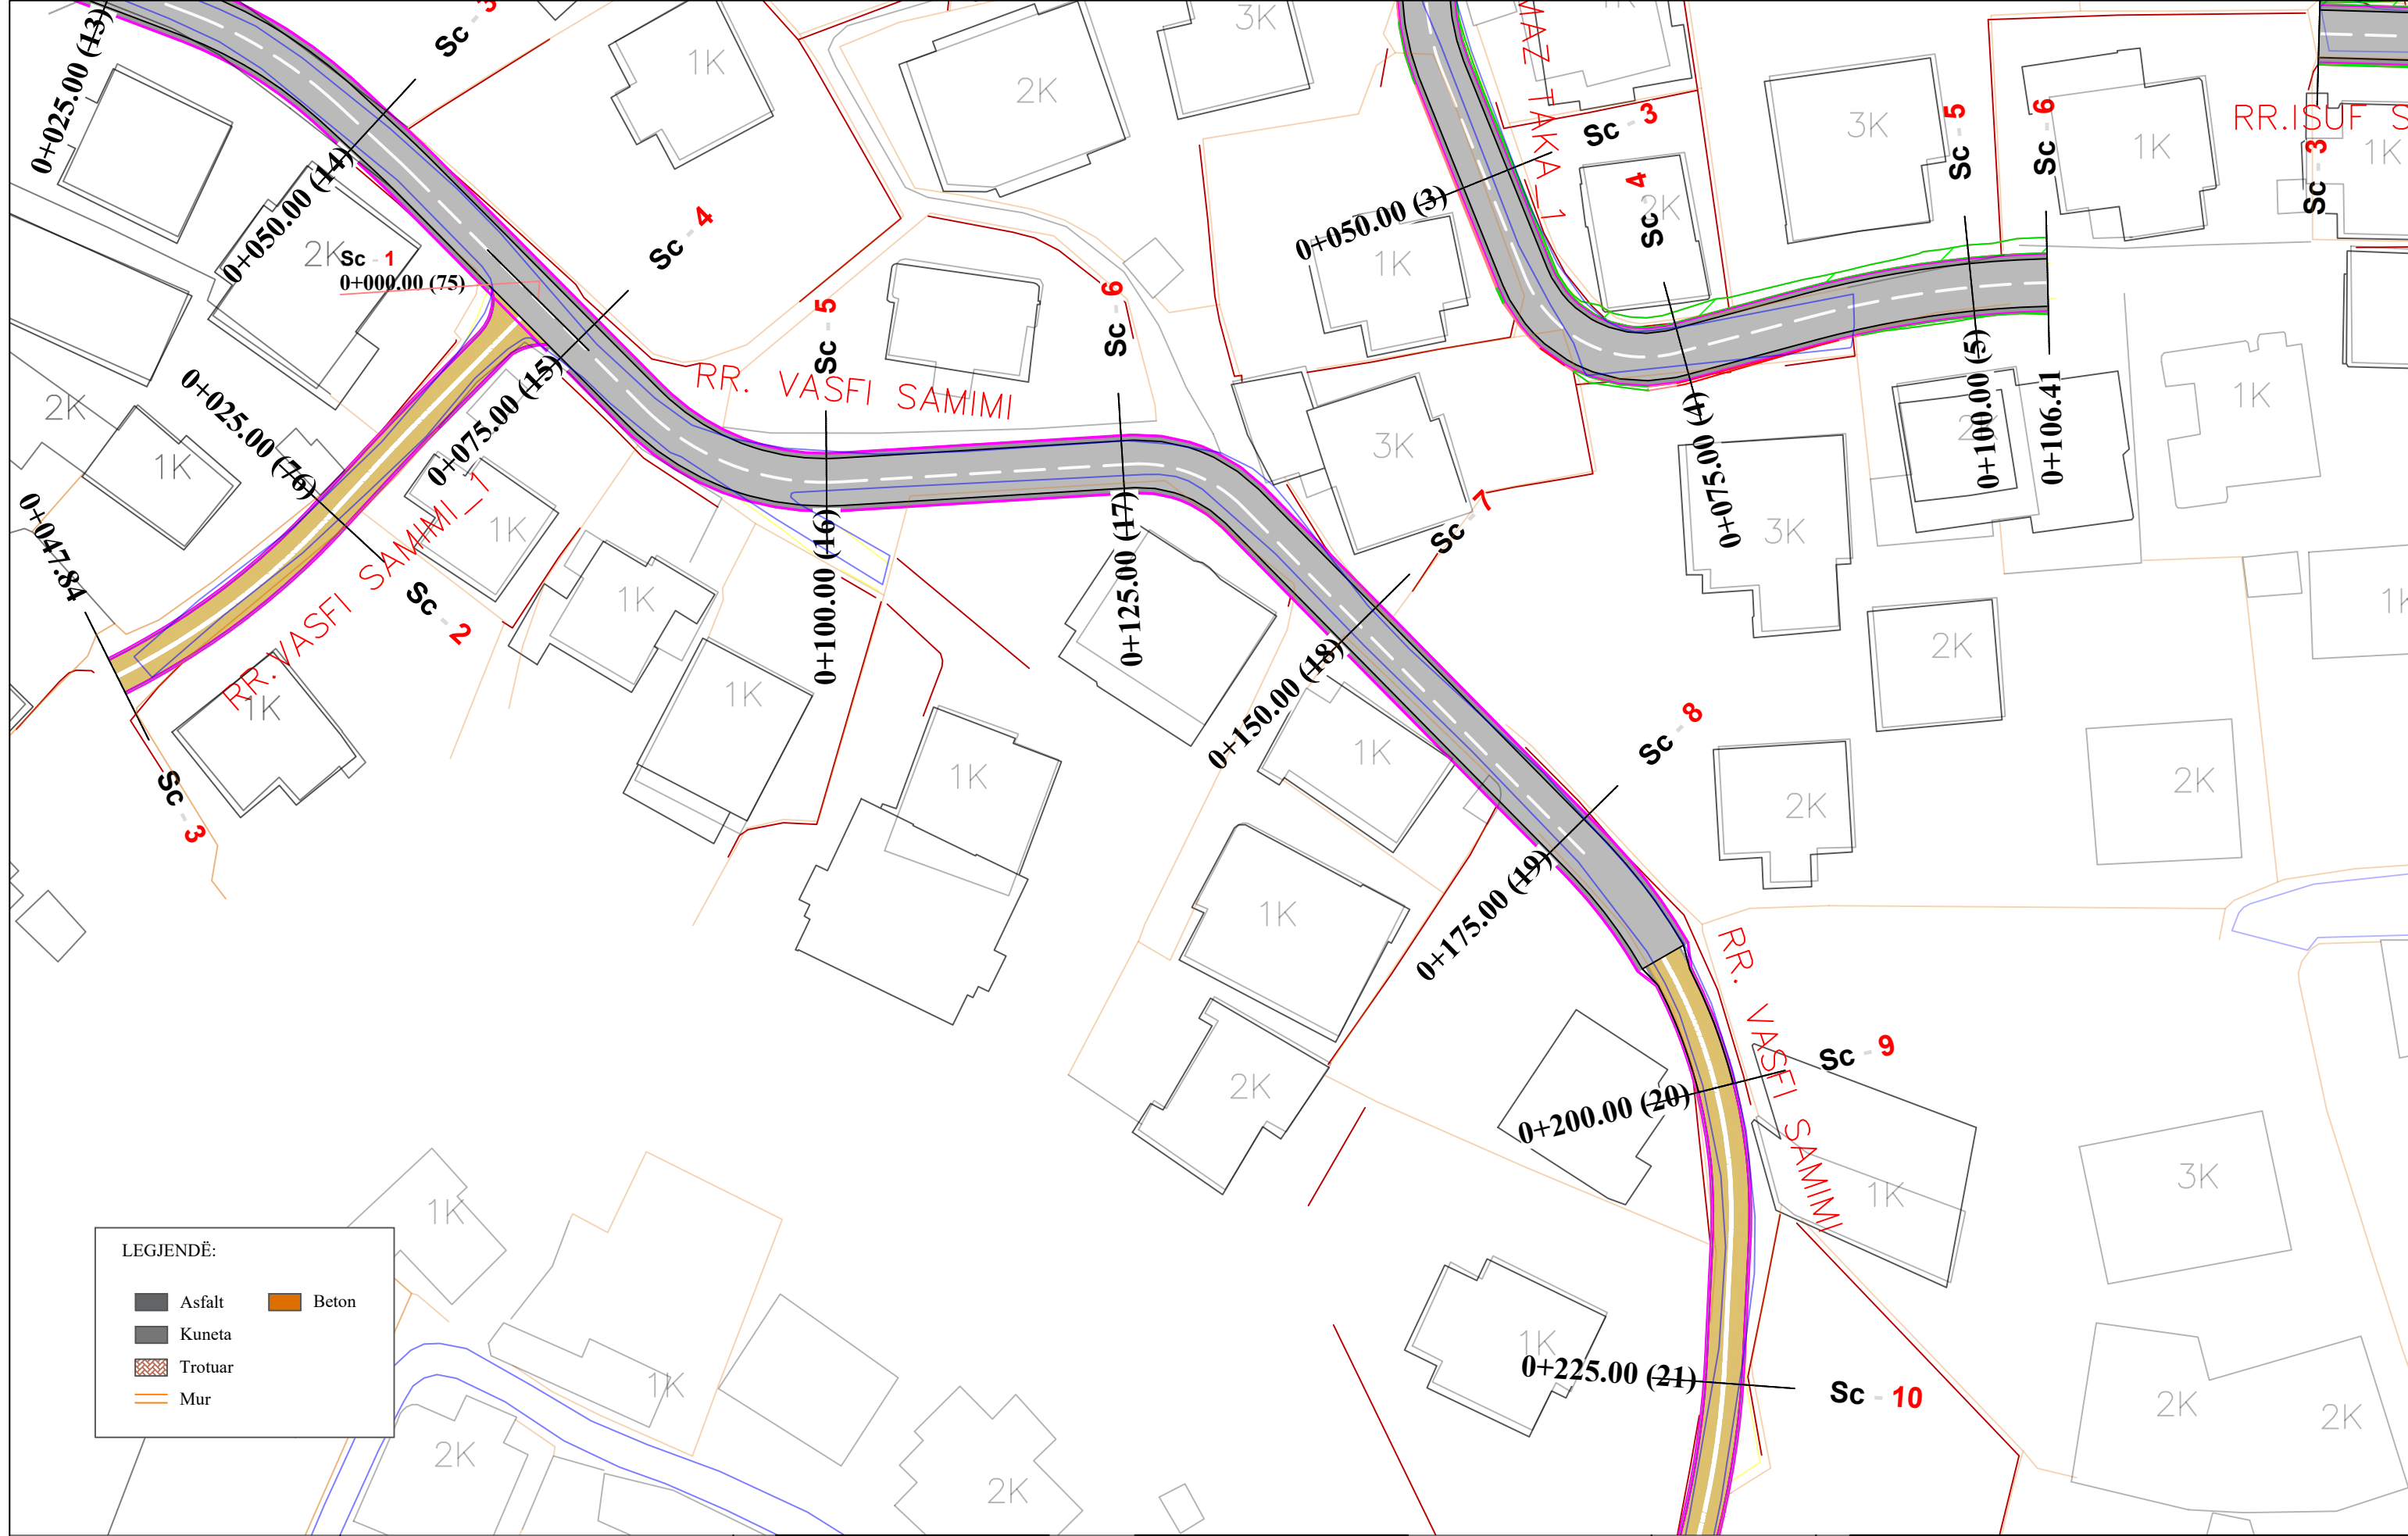 Sc - 3
0+025.00 (13)
1K
2K
3K
MAZ TAKA_1
1K
Sc - 3
3K
Sc - 5
Sc - 6
1K
RR.ISUF S
Sc - 3
1K
0+050.00 (14)
2K
Sc - 1
0+000.00 (75)
Sc - 4
0+050.00 (3)
1K
Sc - 4
2K
Sc - 5
Sc - 6
RR. VASFI SAMIMI
2K
1K
0+025.00 (76)
0+075.00 (15)
3K
0+075.00 (4)
2K
0+100.00 (5)
0+106.41
1K
0+047.84
1K
RR. VASFI SAMIMI_1
Sc - 2
1K
0+100.00 (16)
0+125.00 (17)
Sc - 7
3K
1K
2K
1K
1K
0+150.00 (18)
1K
Sc - 8
2K
2K
Sc - 3
1K
1K
0+175.00 (19)
RR. VASFI SAMIMI
Sc - 9
2K
0+200.00 (20)
1K
3K
1K
LEGJENDË:
Asfalt
Beton
Kuneta
Trotuar
Mur
1K
1K
0+225.00 (21)
Sc - 10
2K
2K
2K
2K